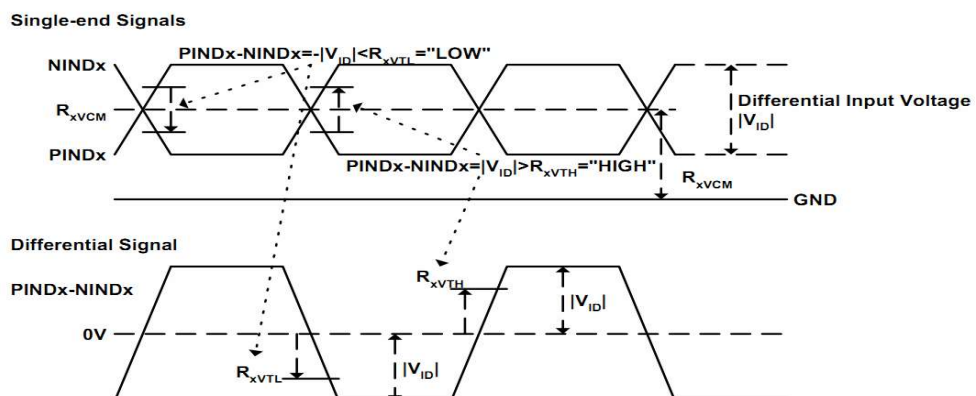 Single-end Signals
PINDx-NINDx=-|VID|<RxVTL="LOW"
NINDx
RxVCM
Differential Input Voltage
|VID|
PINDx
PINDx-NINDx=|VID|>RxVTH="HIGH"
RxVCM
GND
Differential Signal
PINDx-NINDx
RxVTH
|VID|
0V
RxVTL
|VID|